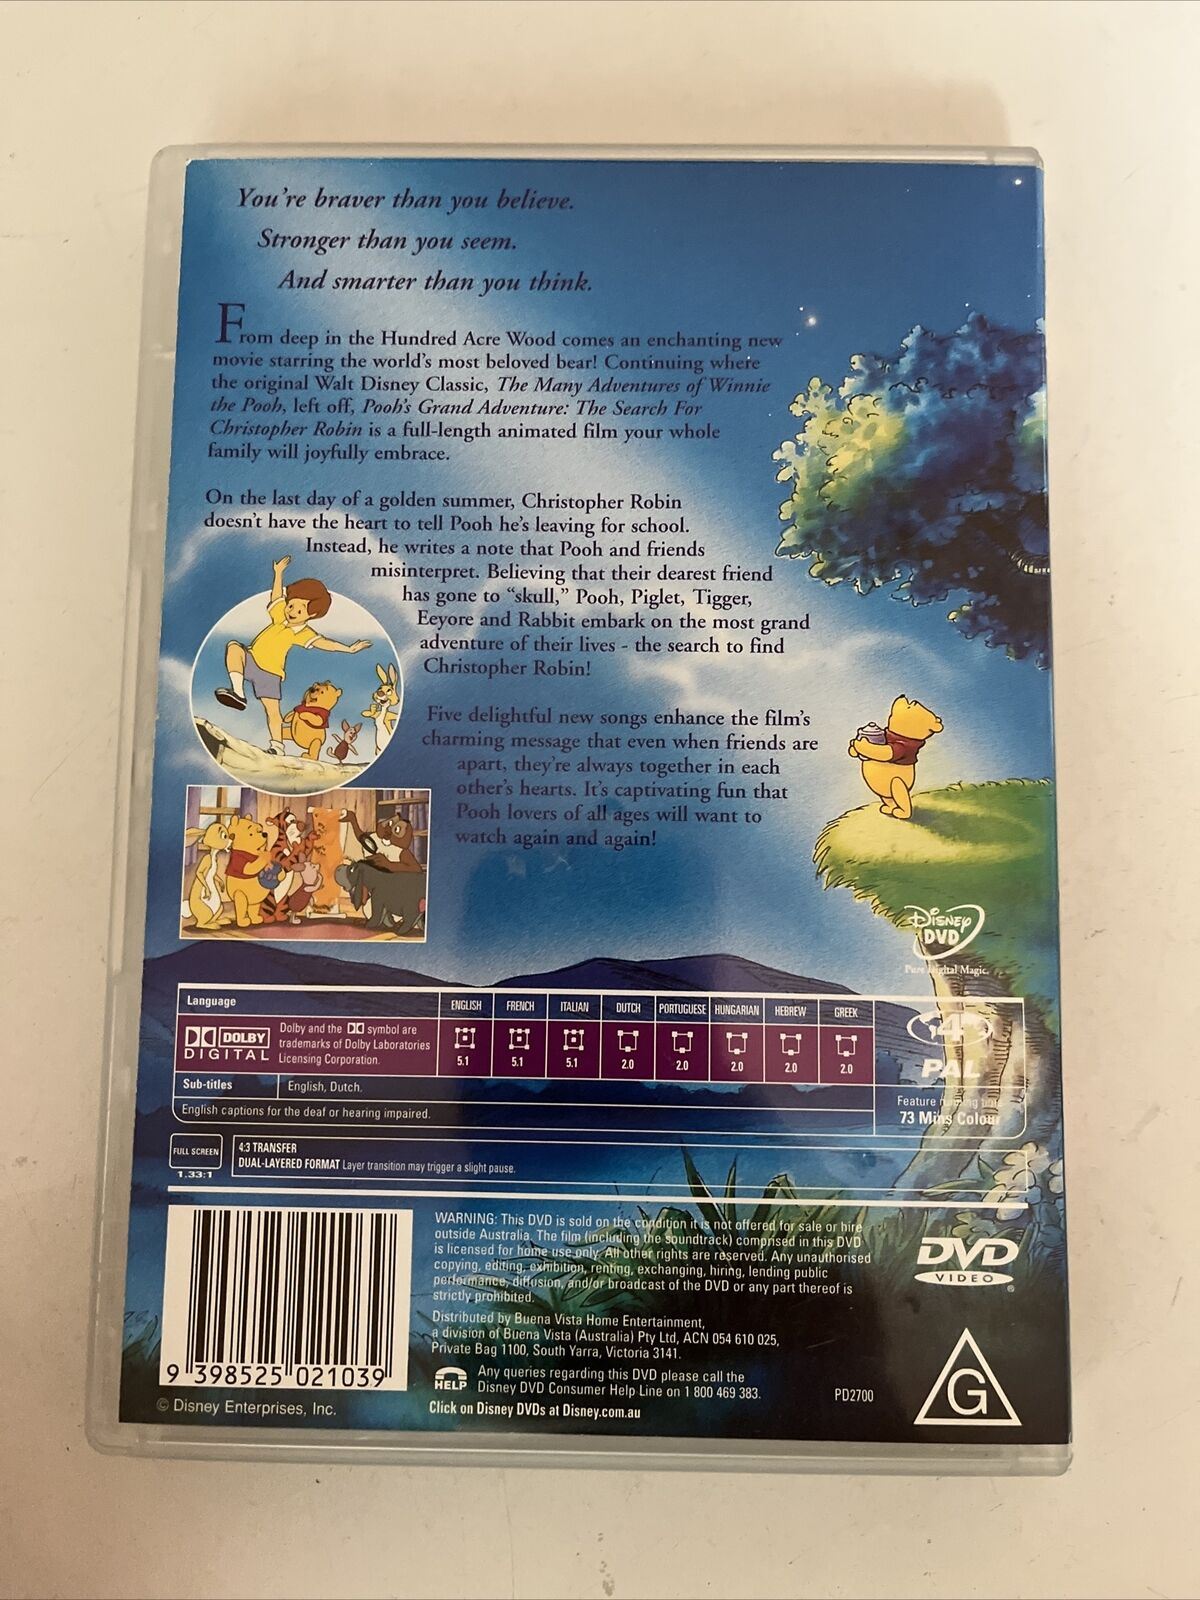 You're braver than you believe.
Stronger than you seem.
And smarter than you think.
From deep in the Hundred Acre Wood comes an enchanting new
movie starring the world's most beloved bear! Continuing where
the original Walt Disney Classic, The Many Adventures of Winnie
the Pooh, left off, Pooh's Grand Adventure: The Search For
Christopher Robin is a full-length animated film your whole
family will joyfully embrace.
On the last day of a golden summer, Christopher Robin
doesn't have the heart to tell Pooh he's leaving for school.
Instead, he writes a note that Pooh and friends
misinterpret. Believing that their dearest friend
has gone to “skull,” Pooh, Piglet, Tigger,
Eeyore and Rabbit embark on the most grand
adventure of their lives - the search to find
Christopher Robin!
Five delightful new songs enhance the film's
charming message that even when friends are
apart, they're always together in each
other's hearts. It's captivating fun that
Pooh lovers of all ages will want to
watch again and again!
Disney
DVD
Pure Digital Magic.
Language
ENGLISH FRENCH ITALIAN DUTCH PORTUGUESE HUNGARIAN HEBREW GREEK
DOLBY
DIGITAL
Dolby and the DD symbol are
trademarks of Dolby Laboratories
Licensing Corporation.
5.1 5.1 5.1 2.0 2.0 2.0 2.0 2.0
4
PAL
Sub-titles English, Dutch.
English captions for the deaf or hearing impaired.
Feature running time
73 Mins Colour
FULL SCREEN
1.33:1
4:3 TRANSFER
DUAL-LAYERED FORMAT Layer transition may trigger a slight pause.
WARNING: This DVD is sold on the condition it is not offered for sale or hire
outside Australia. The film (including the soundtrack) comprised in this DVD
is licensed for home use only. All other rights are reserved. Any unauthorised
copying, editing, exhibition, renting, exchanging, hiring, lending public
performance, diffusion, and/or broadcast of the DVD or any part thereof is
strictly prohibited.
Distributed by Buena Vista Home Entertainment,
a division of Buena Vista (Australia) Pty Ltd, ACN 054 610 025,
Private Bag 1100, South Yarra, Victoria 3141.
HELP
Any queries regarding this DVD please call the
Disney DVD Consumer Help Line on 1 800 469 383.
Click on Disney DVDs at Disney.com.au
PD2700
DVD
VIDEO
®
G
9 398525 021039
© Disney Enterprises, Inc.